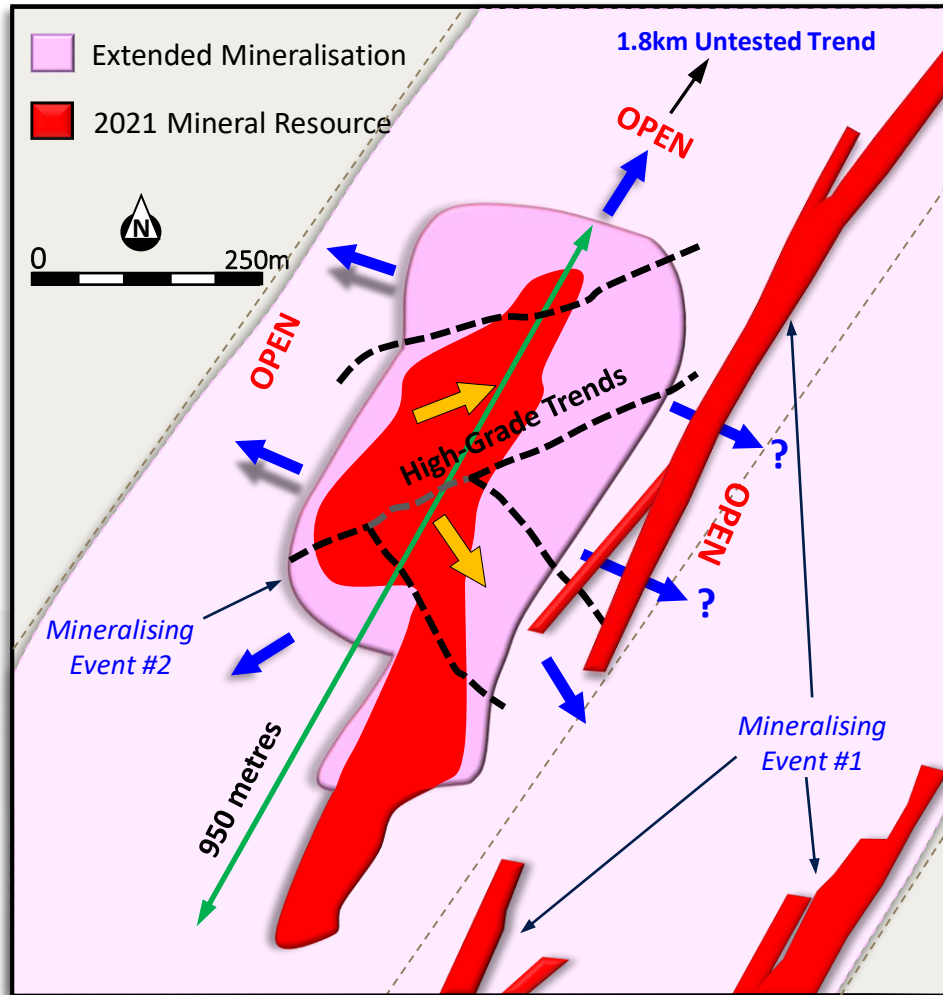 Extended Mineralisation
2021 Mineral Resource
N
0 250m
1.8km Untested Trend
OPEN
OPEN
High-Grade Trends
?
OPEN
?
Mineralising
Event #2
950 metres
Mineralising
Event #1